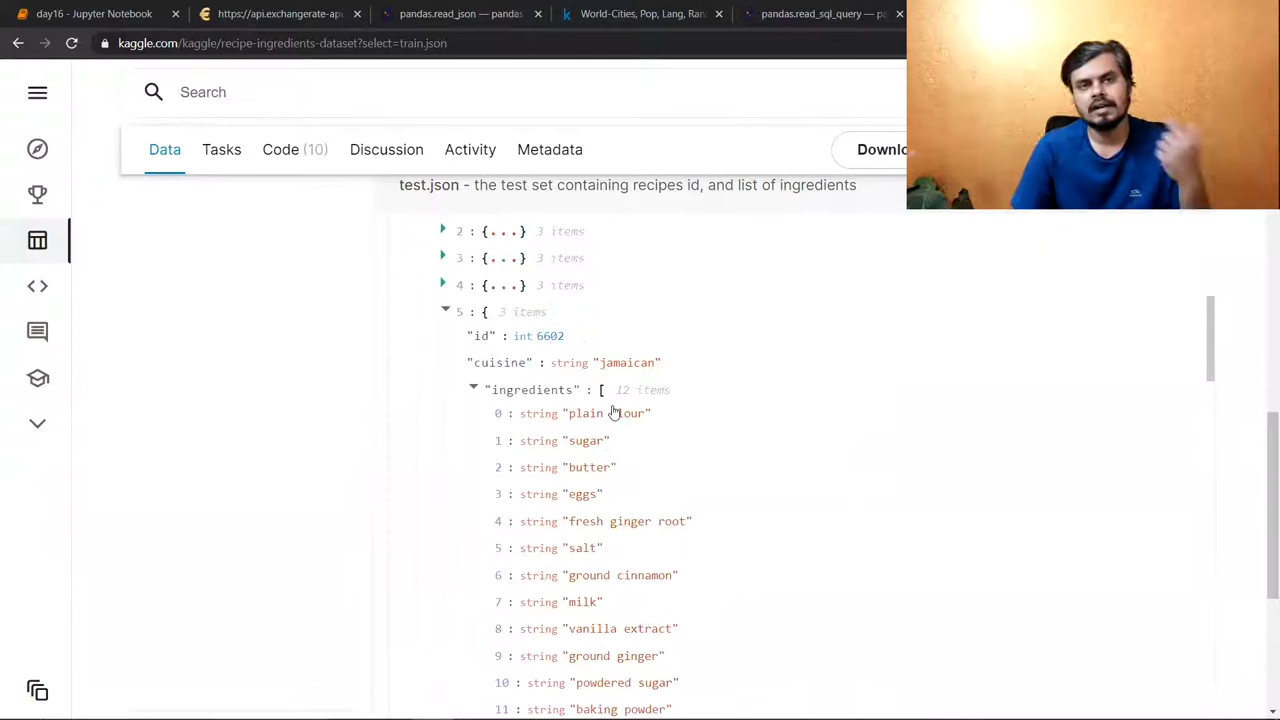 day16 - Jupyter Notebook
https://api.exchangerate-ap
pandas.read_json — pandas
World-Cities, Pop, Lang, Ran
pandas.read_sql_query — pa
kaggle.com/kaggle/recipe-ingredients-dataset?select=train.json
Search
Data Tasks Code (10) Discussion Activity Metadata Downlo
test.json - the test set containing recipes id, and list of ingredients
2 : {...} 3 items
3 : {...} 3 items
4 : {...} 3 items
5 : { 3 items
"id" : int 6602
"cuisine" : string "jamaican"
"ingredients" : [ 12 items
0 : string "plain flour"
1 : string "sugar"
2 : string "butter"
3 : string "eggs"
4 : string "fresh ginger root"
5 : string "salt"
6 : string "ground cinnamon"
7 : string "milk"
8 : string "vanilla extract"
9 : string "ground ginger"
10 : string "powdered sugar"
11 : string "baking powder"